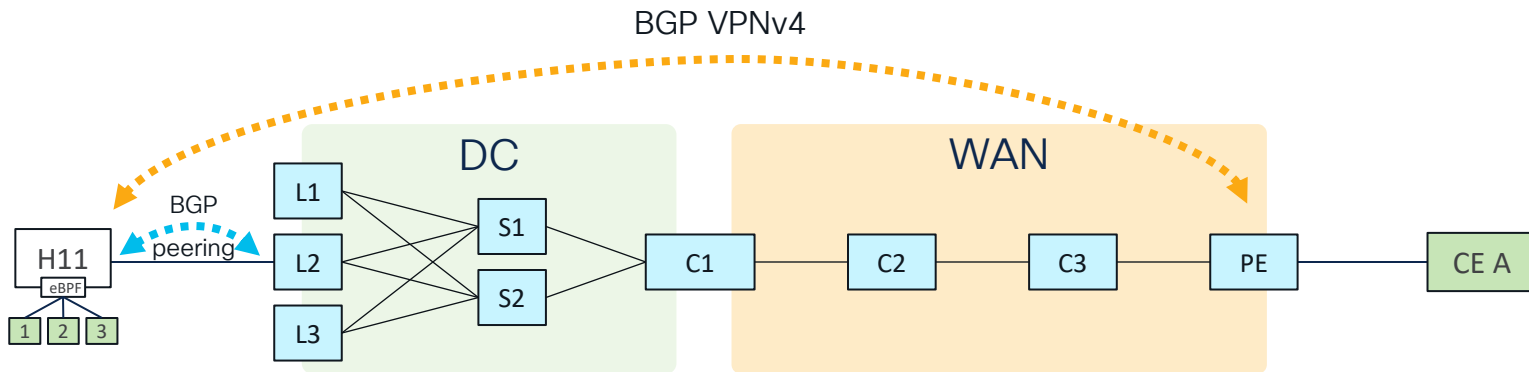 BGP VPNv4
DC
WAN
BGP
peering
H11
eBPF
1
2
3
L1
L2
L3
S1
S2
C1
C2
C3
PE
CE A